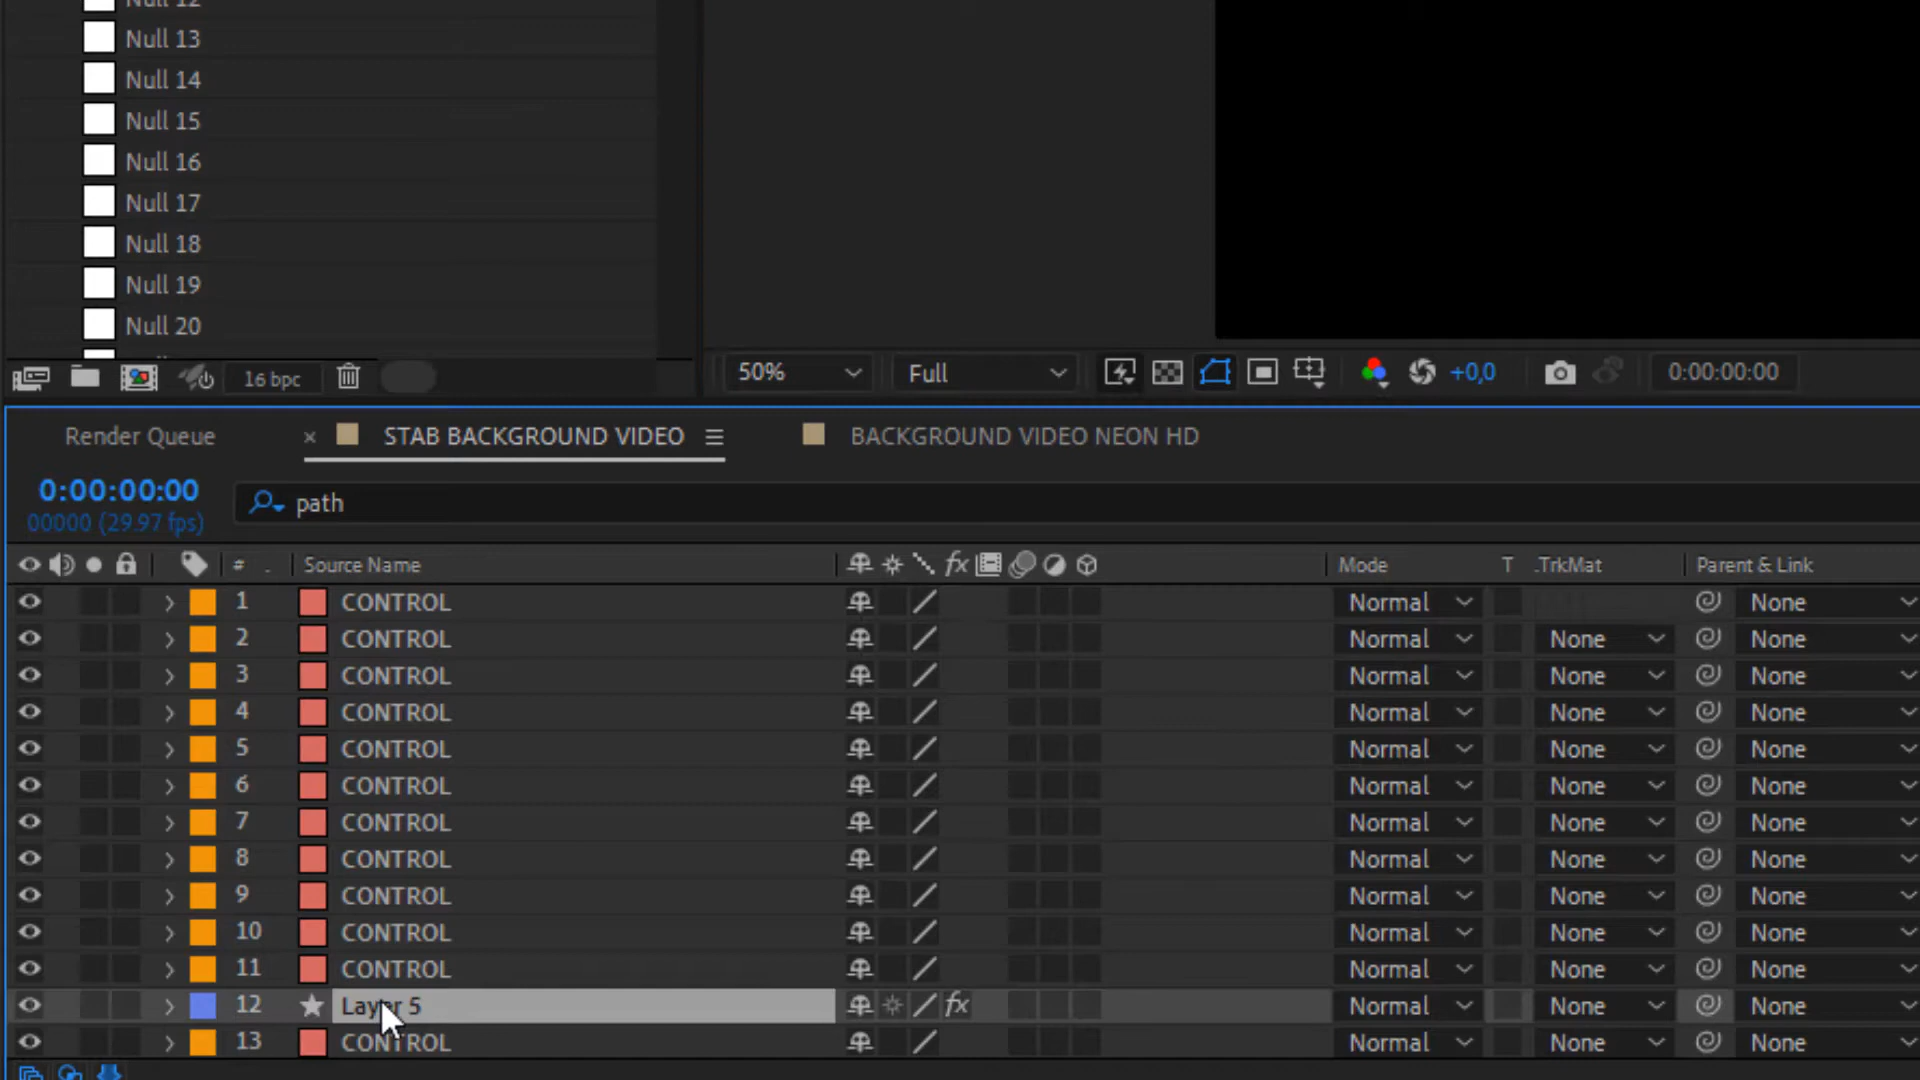 Null 12
Null 13
Null 14
Null 15
Null 16
Null 17
Null 18
Null 19
Null 20
16 bpc
50%
Full
+0,0
0:00:00:00
Render Queue
× STAB BACKGROUND VIDEO
BACKGROUND VIDEO NEON HD
0:00:00:00
00000 (29.97 fps)
path
# . Source Name fx Mode T .TrkMat Parent & Link
1 CONTROL Normal None
2 CONTROL Normal None None
3 CONTROL Normal None None
4 CONTROL Normal None None
5 CONTROL Normal None None
6 CONTROL Normal None None
7 CONTROL Normal None None
8 CONTROL Normal None None
9 CONTROL Normal None None
10 CONTROL Normal None None
11 CONTROL Normal None None
12 Layer 5 fx Normal None None
13 CONTROL Normal None None